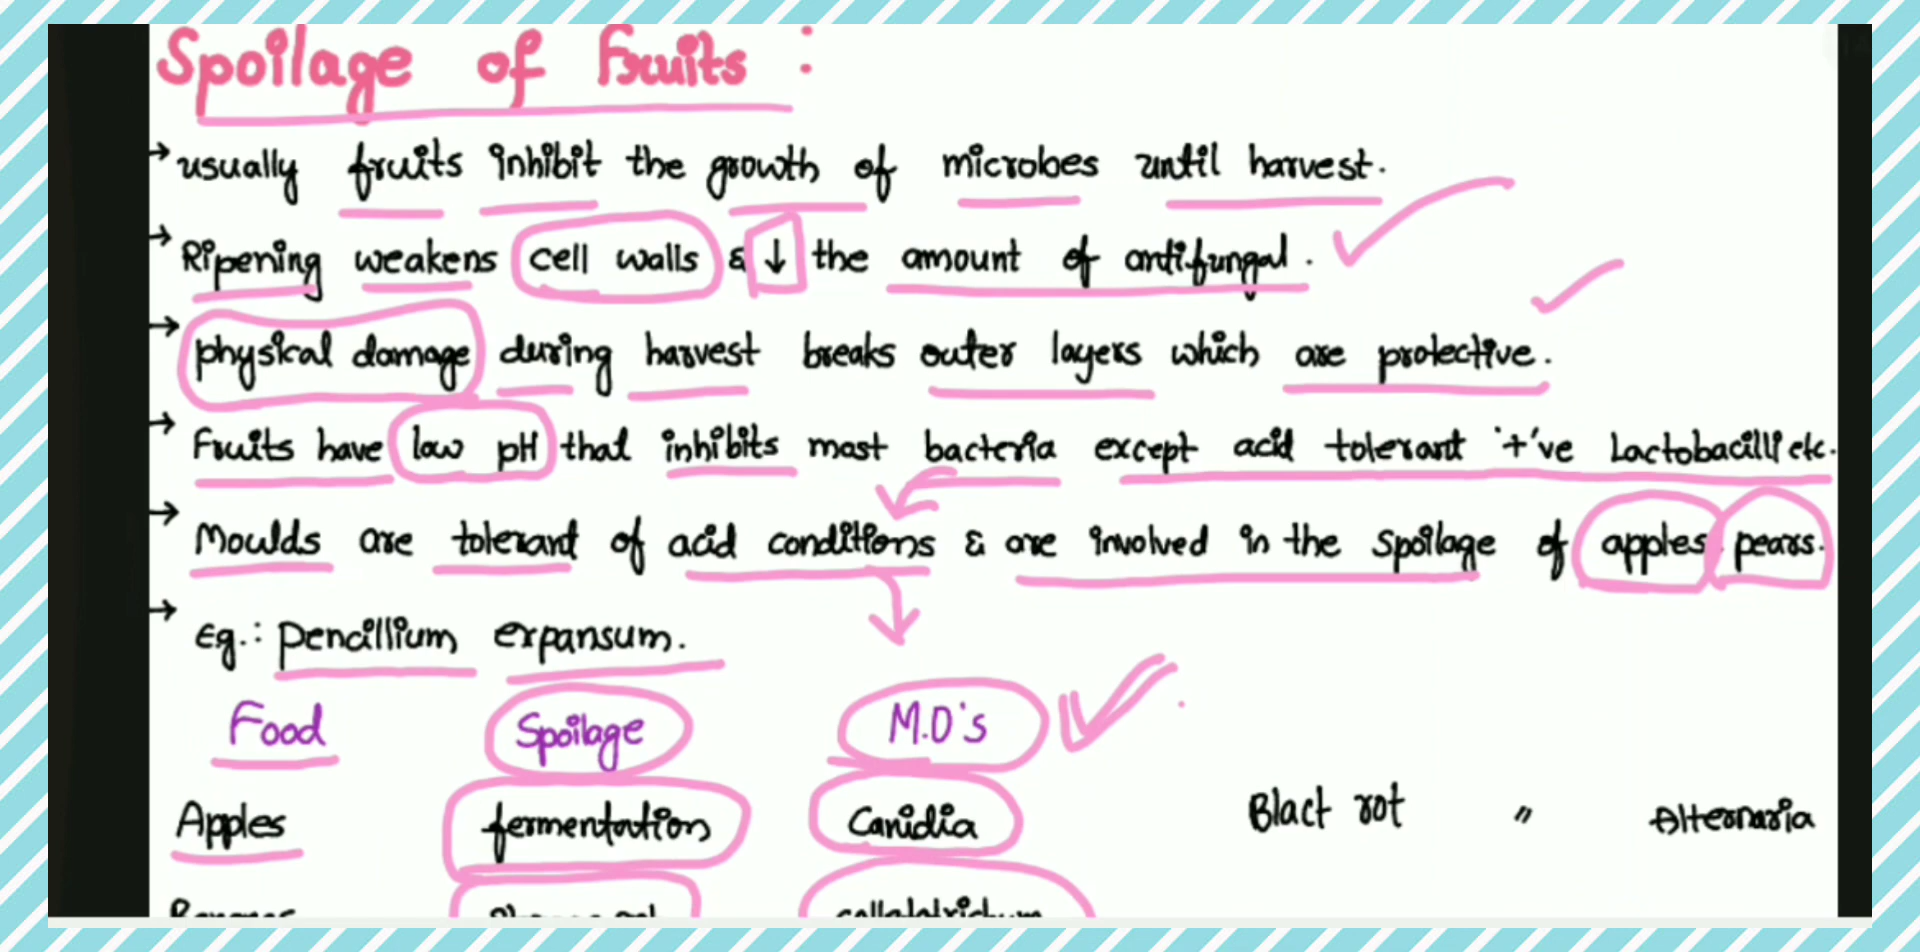 Spoilage of Fruits :
→ usually fruits inhibit the growth of microbes until harvest.
→ Ripening weakens cell walls & ↓ the amount of antifungal.
→ physical damage during harvest breaks outer layers which are protective.
→ Fruits have low pH that inhibits most bacteria except acid tolerant '+'ve Lactobacilli etc.
→ Moulds are tolerant of acid conditions & are involved in the spoilage of apples pears.
→ Eg.: Pencillium expansum.
Food Spoilage M.O's
Apples fermentation Canidia Blact rot " Alternaria